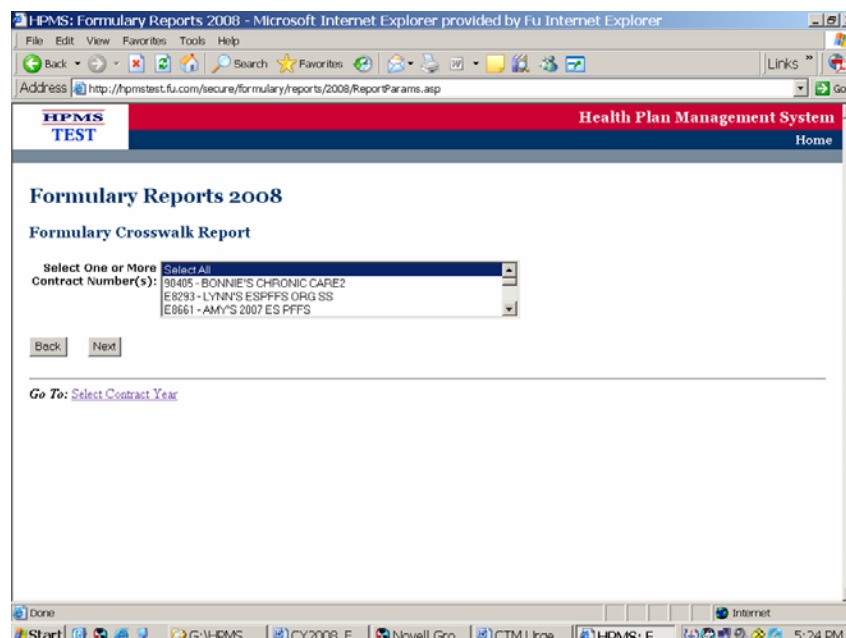 HPMS: Formulary Reports 2008 - Microsoft Internet Explorer provided by Fu Internet Explorer
File Edit View Favorites Tools Help
Back Search Favorites Links »
Address http://hpmstest.fu.com/secure/formulary/reports/2008/ReportParams.asp Go
HPMS Health Plan Management System
TEST Home
Formulary Reports 2008
Formulary Crosswalk Report
Select One or More Select All
Contract Number(s): 90405 - BONNIE'S CHRONIC CARE2
E8293 - LYNN'S ESPFFS ORG SS
E8661 - AMY'S 2007 ES PFFS
Back Next
Go To: Select Contract Year
Done Internet
Start G:\HPMS CY2008 F Novell Gro... CTM Urge HPMS: F 5:24 PM